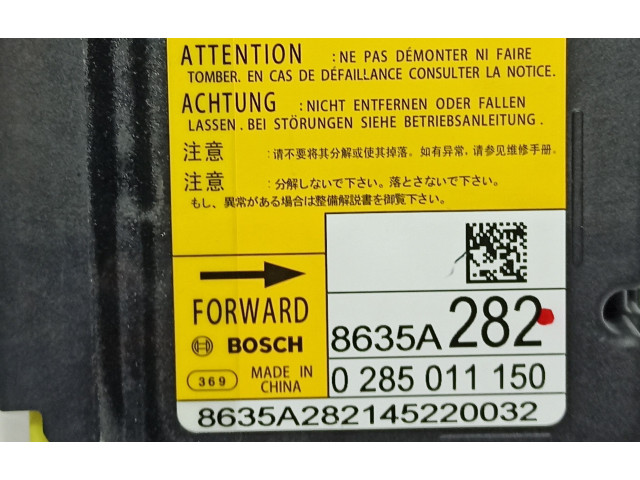 ATTENTION : NE PAS DÉMONTER NI FAIRE
TOMBER. EN CAS DE DÉFAILLANCE CONSULTER LA NOTICE.
ACHTUNG : NICHT ENTFERNEN ODER FALLEN
LASSEN. BEI STÖRUNGEN SIEHE BETRIEBSANLEITUNG.
注意 : 请不要将其分解或使其掉落。如有异常，请参见维修手册.
注意 : 分解しないで下さい。落とさないで下さい。
もし、異常がある場合は整備解説書を御覧下さい。
FORWARD
8635A 282
BOSCH
0 285 011 150
369
MADE IN
CHINA
8635A282145220032